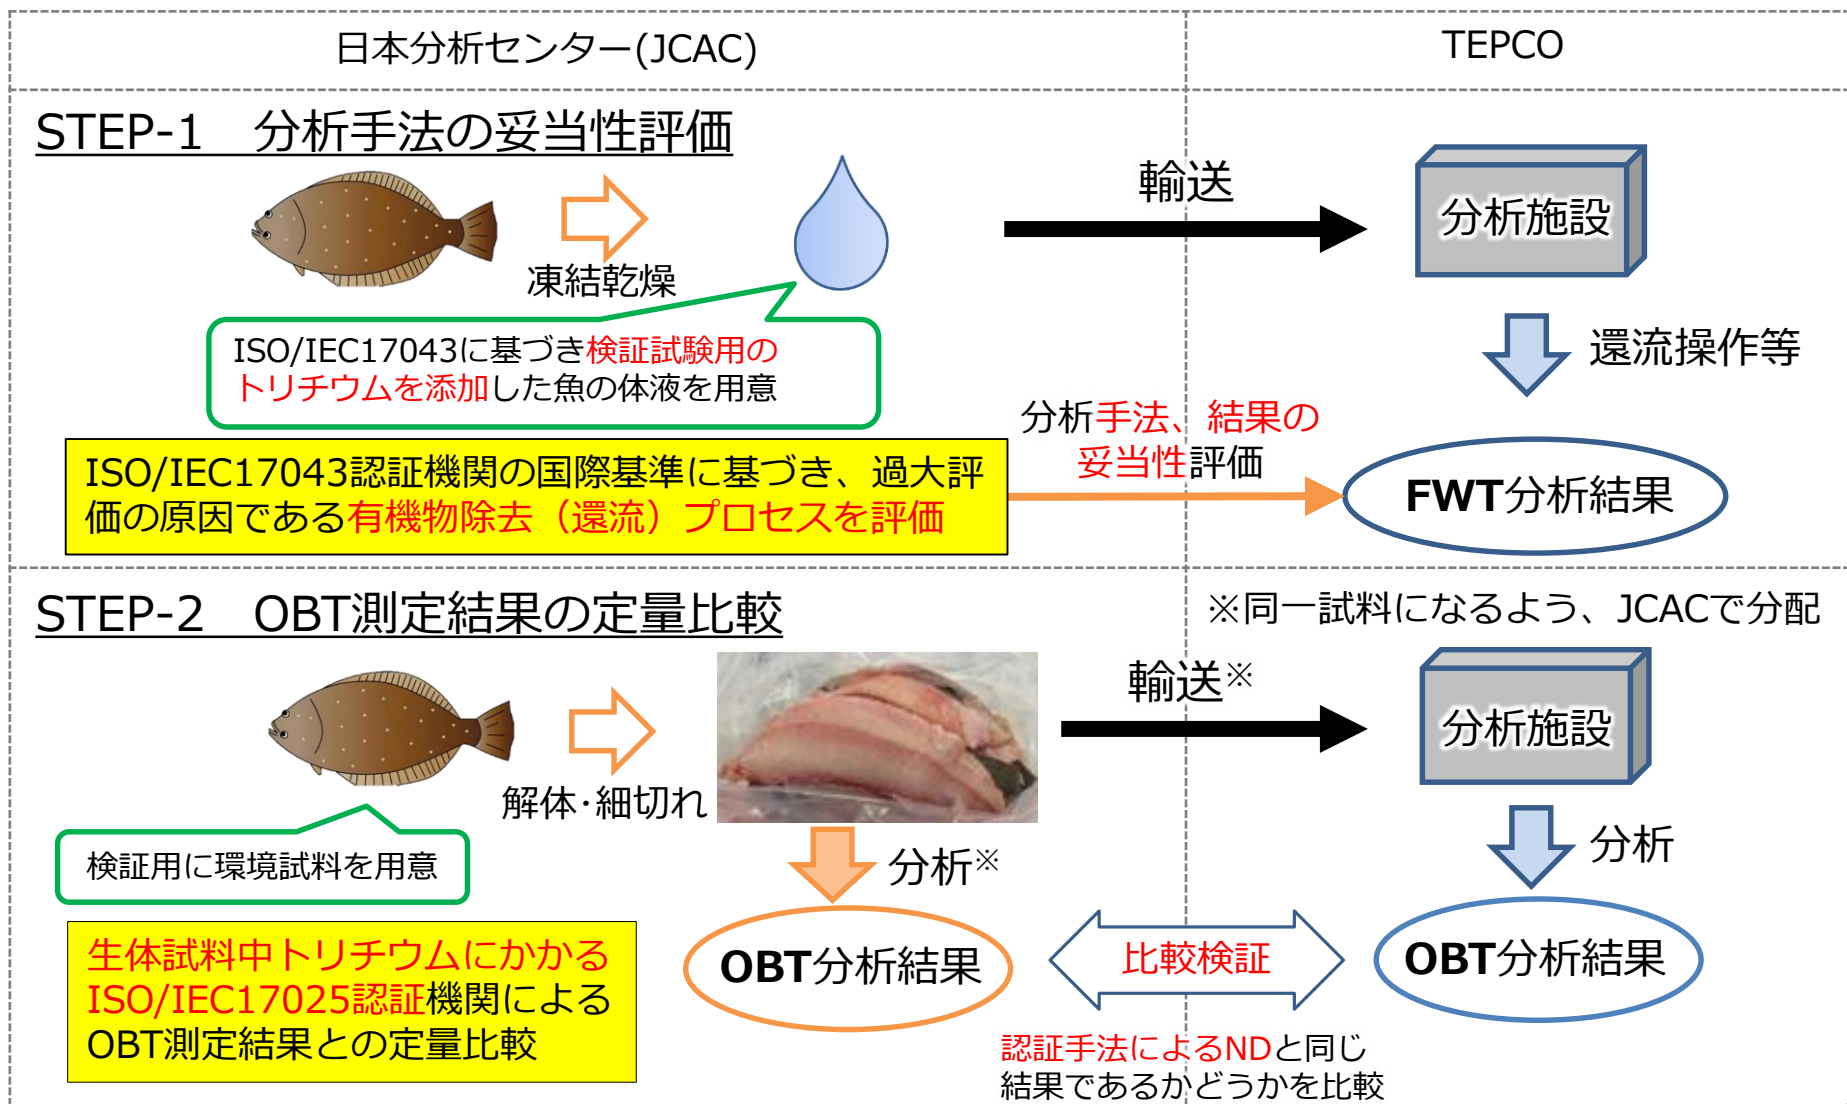 日本分析センター(JCAC)
TEPCO
STEP-1　分析手法の妥当性評価
輸送
分析施設
凍結乾燥
ISO/IEC17043に基づき検証試験用の
トリチウムを添加した魚の体液を用意
還流操作等
分析手法、結果の
妥当性評価
ISO/IEC17043認証機関の国際基準に基づき、過大評
価の原因である有機物除去（還流）プロセスを評価
FWT分析結果
STEP-2　OBT測定結果の定量比較
※同一試料になるよう、JCACで分配
輸送※
分析施設
解体・細切れ
検証用に環境試料を用意
分析※
分析
生体試料中トリチウムにかかる
ISO/IEC17025認証機関による
OBT測定結果との定量比較
OBT分析結果
比較検証
OBT分析結果
認証手法によるNDと同じ
結果であるかどうかを比較